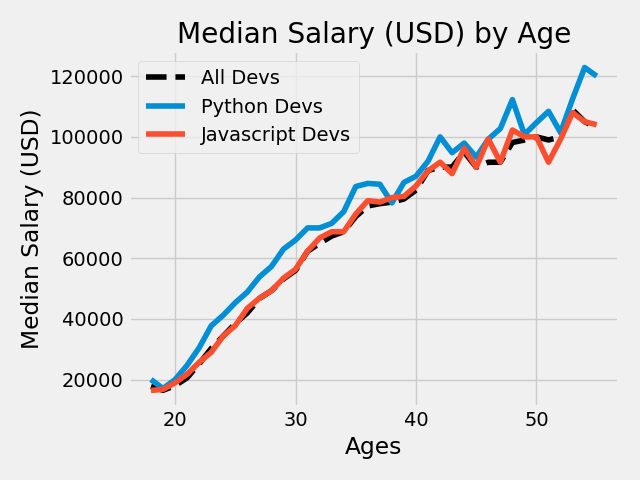 Median Salary (USD) by Age
All Devs
Python Devs
Javascript Devs
Median Salary (USD)
120000
100000
80000
60000
40000
20000
20 30 40 50
Ages